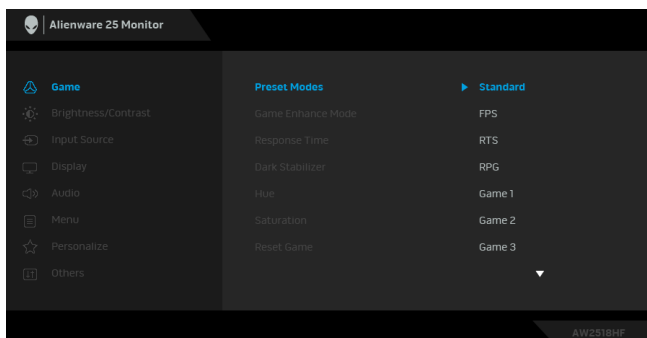 Alienware 25 Monitor
Game Preset Modes Standard
Brightness/Contrast Game Enhance Mode FPS
Input Source Response Time RTS
Display Dark Stabilizer RPG
Audio Hue Game 1
Menu Saturation Game 2
Personalize Reset Game Game 3
Others
AW2518HF